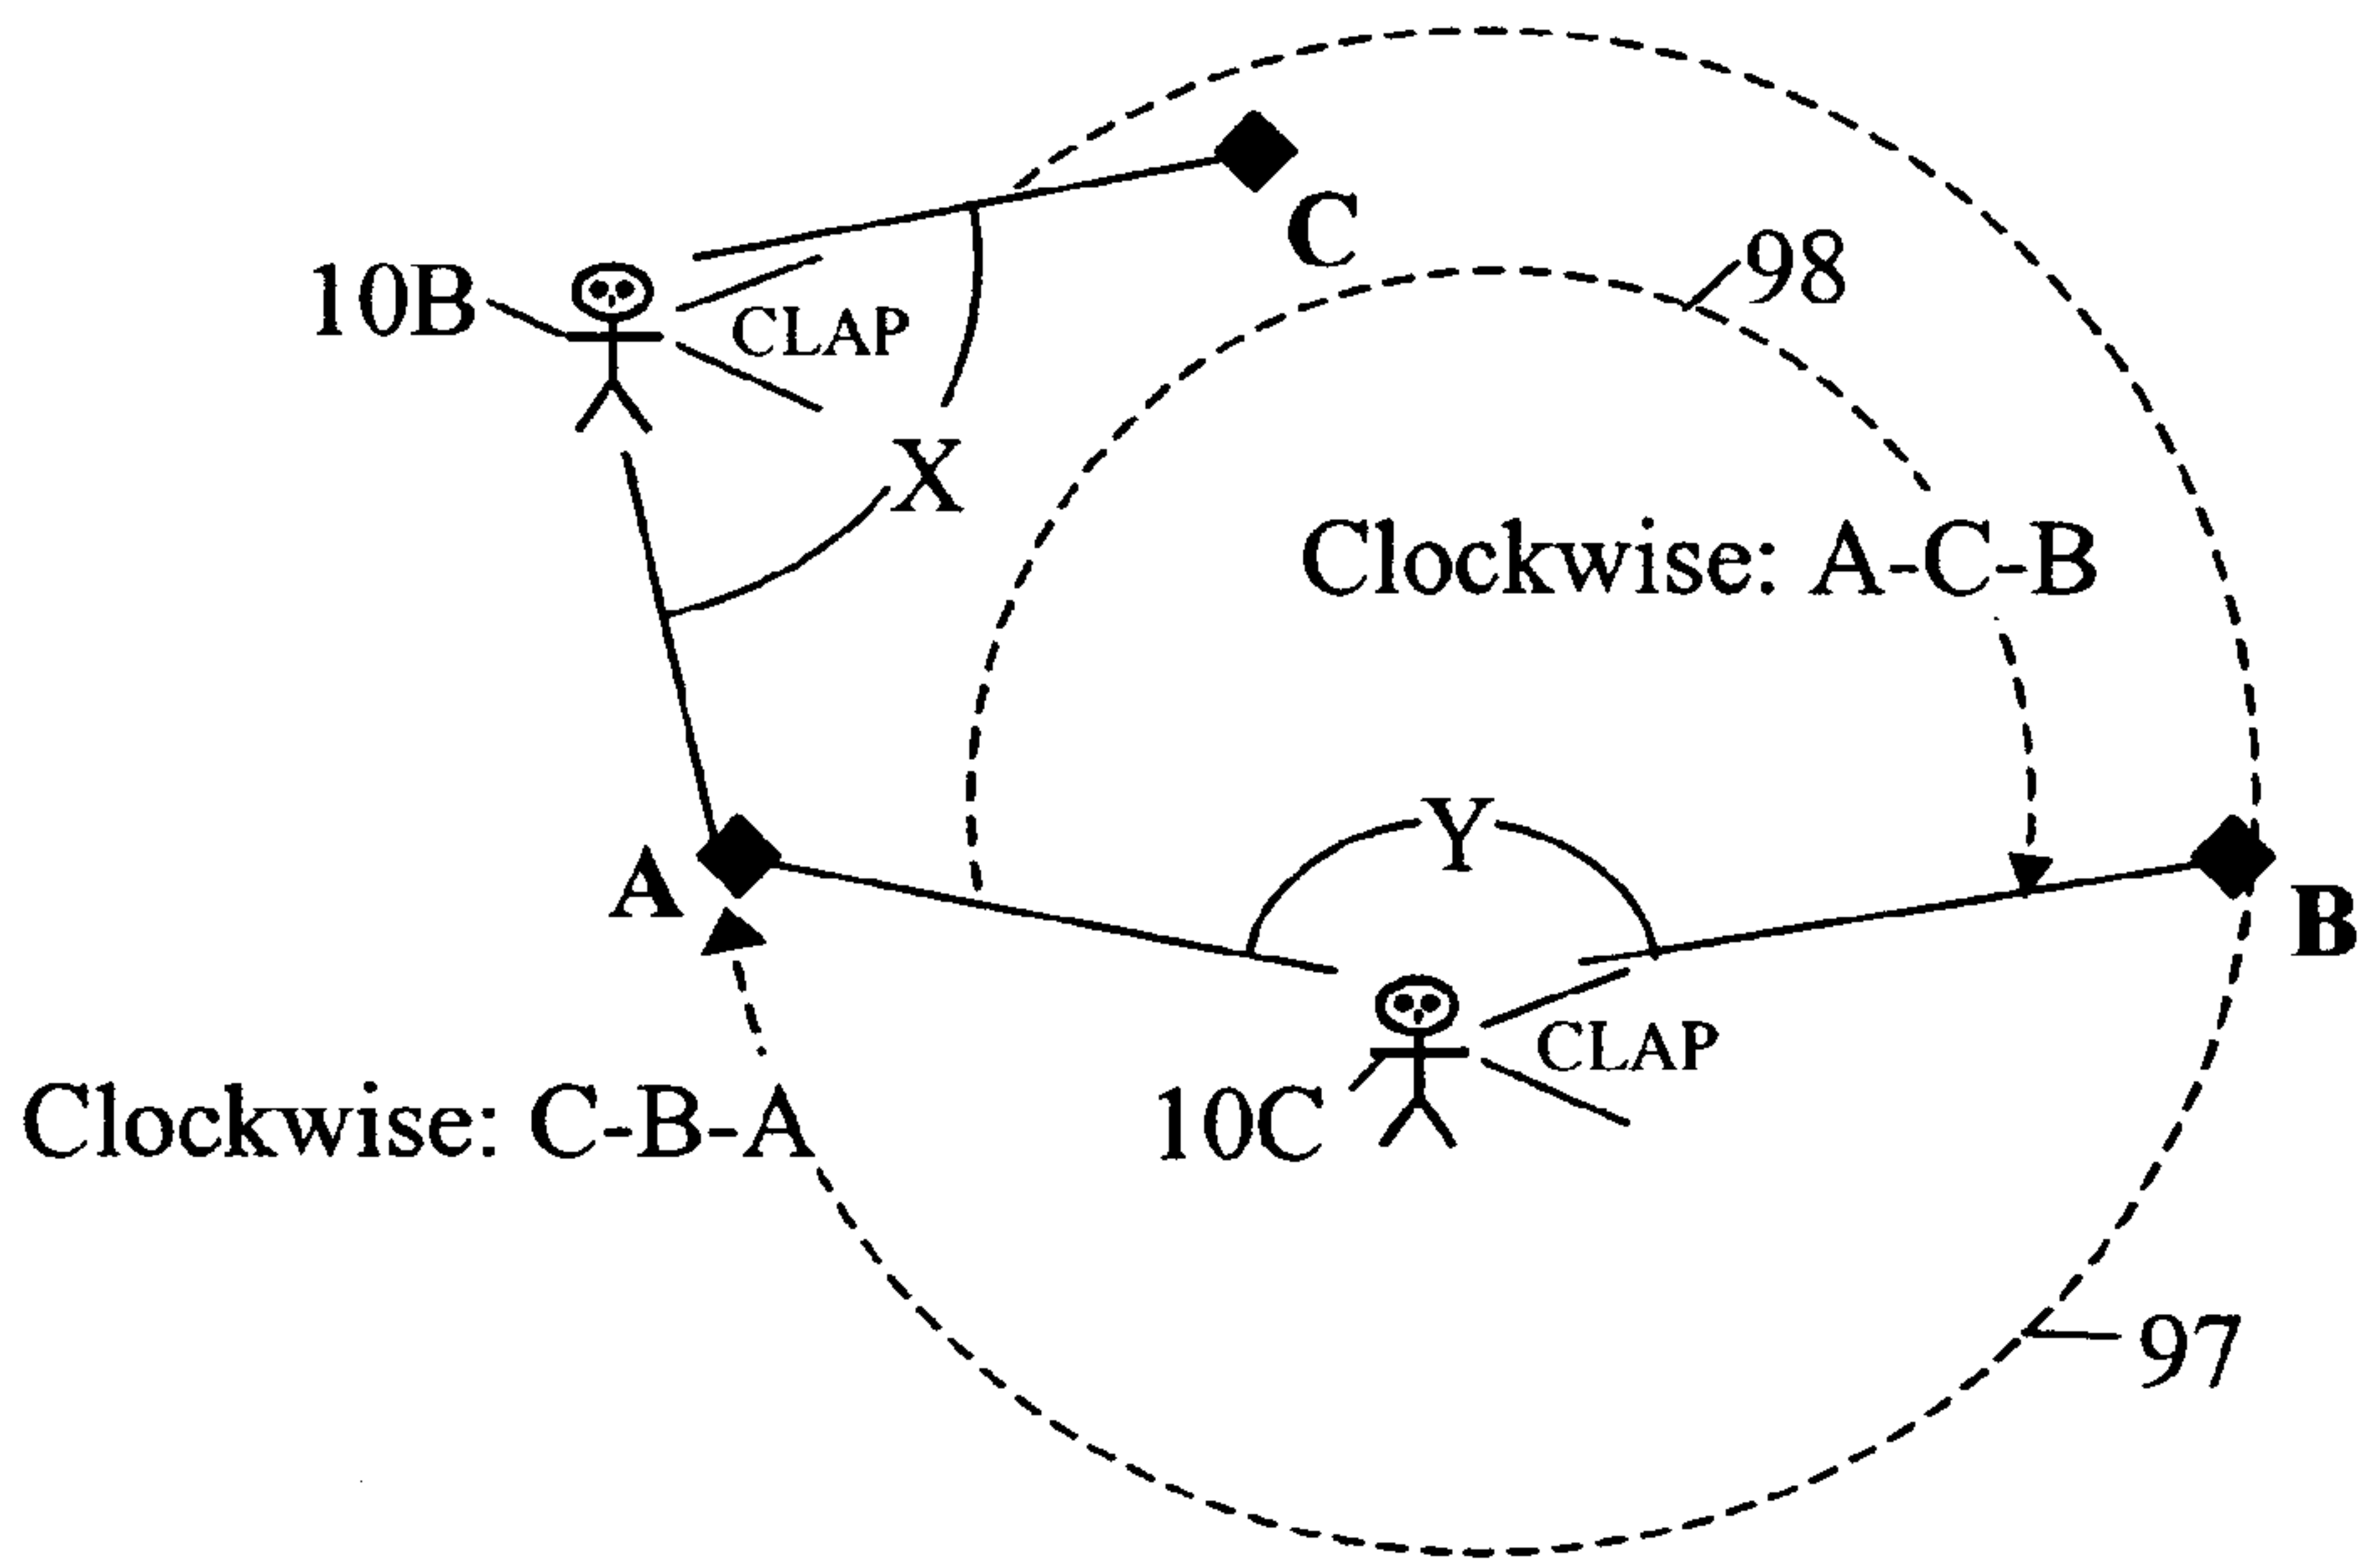 C
98
10B
CLAP
X
Clockwise: A-C-B
Y
A
B
CLAP
10C
Clockwise: C-B-A
97